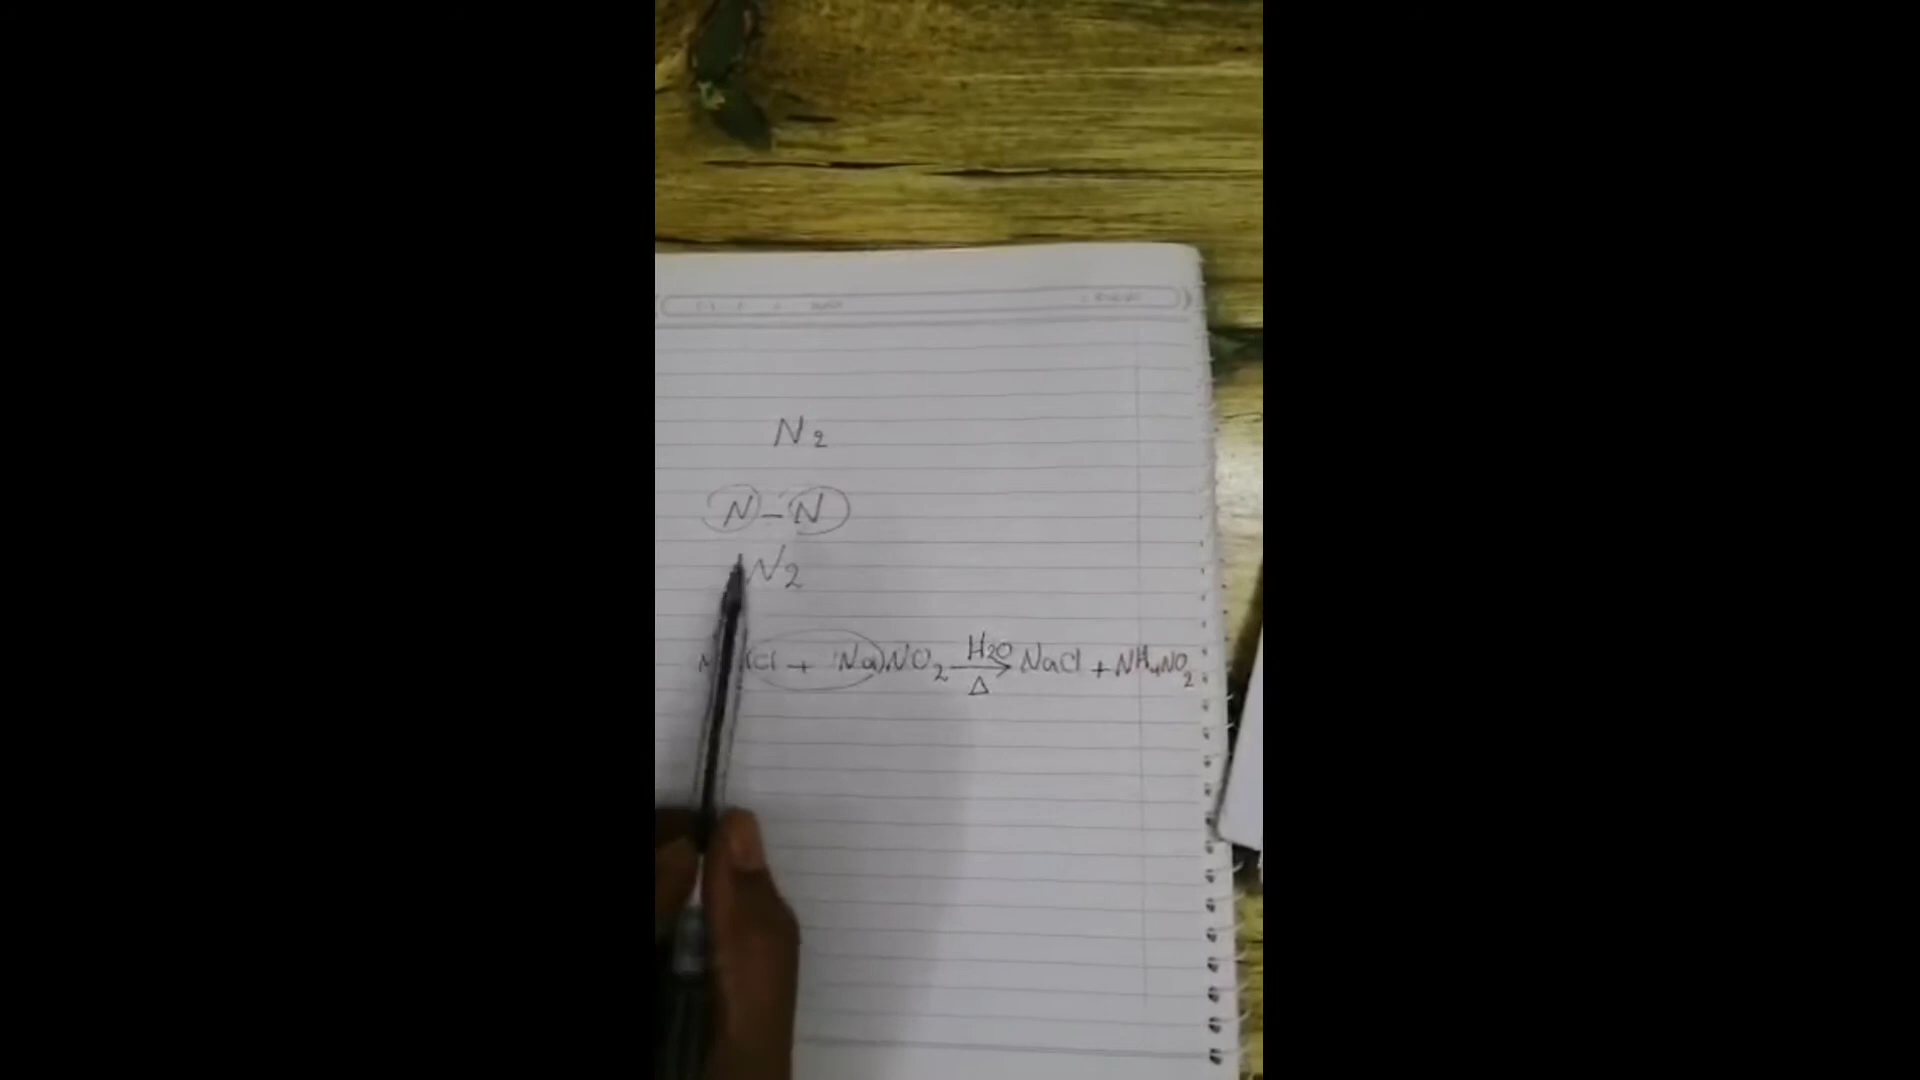 N2
N-N
N2
Cl + Na NO2 H2O Δ → NaCl + NH4NO2